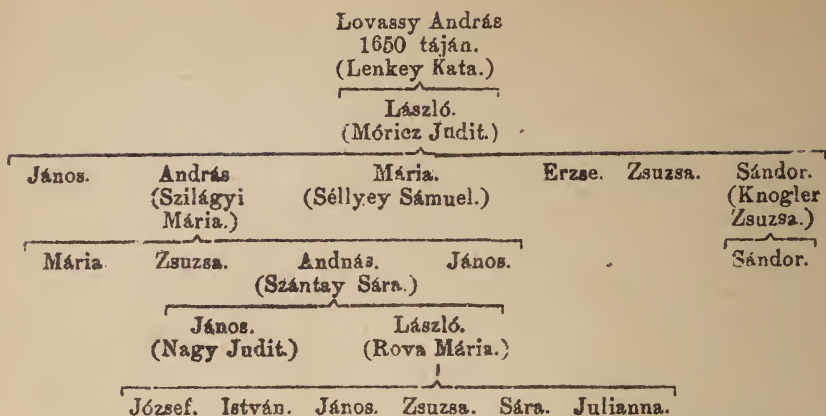 Lovassy András
1650 táján.
(Lenkey Kata.)
László.
(Móricz Judit.)
János. András Mária. Erzse. Zsuzsa. Sándor.
(Szilágyi (Séllyey Sámuel.) (Knogler
Mária.) Zsuzsa.)
Mária Zsuzsa. Andnás. János. Sándor.
(Szántay Sára.)
János. László.
(Nagy Judit.) (Rova Mária.)
József. István. János. Zsuzsa. Sára. Julianna.